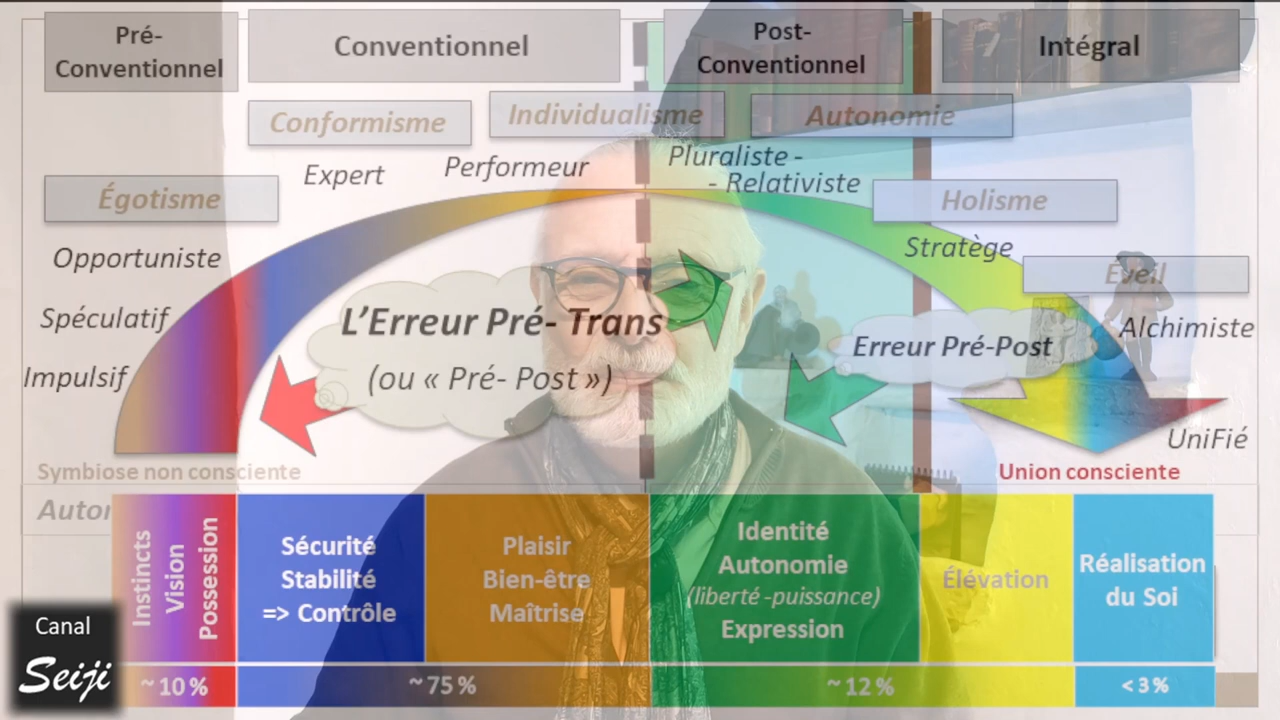 Pré-
Conventionnel
Conventionnel
Post-
Conventionnel
Intégral
Conformisme
Individualisme
Autonomie
Expert
Performeur
Pluraliste -
- Relativiste
Égotisme
Holisme
Opportuniste
Stratège
Éveil
Spéculatif
L'Erreur Pré- Trans
(ou « Pré- Post »)
Erreur Pré-Post
Alchimiste
Impulsif
UniFié
Symbiose non consciente
Union consciente
Instincts
Vision
Possession
Sécurité
Stabilité
=> Contrôle
Plaisir
Bien-être
Maîtrise
Identité
Autonomie
(liberté -puissance)
Expression
Élévation
Réalisation
du Soi
Canal
Seiji
~ 10 %
~ 75 %
~ 12 %
< 3 %